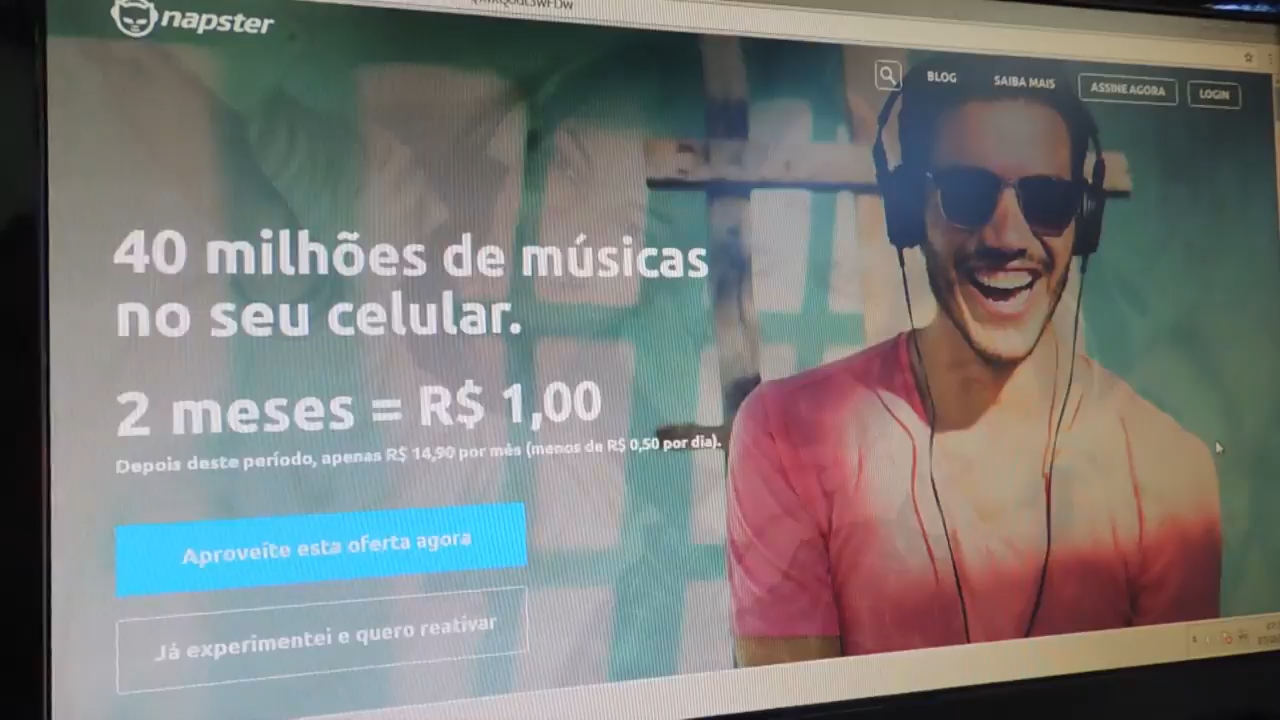 napster
BLOG
SAIBA MAIS
ASSINE AGORA
LOGIN
40 milhões de músicas
no seu celular.
2 meses = R$ 1,00
Depois deste período, apenas R$ 14,90 por mês (menos de R$ 0,50 por dia).
Aproveite esta oferta agora
Já experimentei e quero reativar